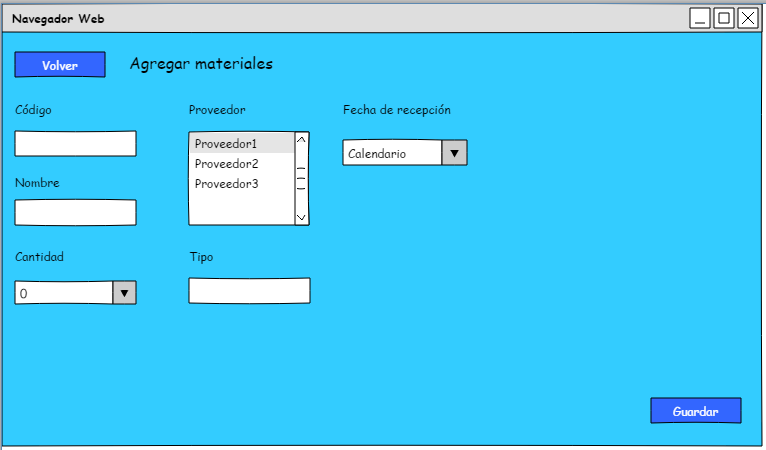 Navegador Web
Volver
Agregar materiales
Código
Proveedor
Fecha de recepción
Proveedor1
Calendario
Proveedor2
Nombre
Proveedor3
Cantidad
Tipo
0
Guardar